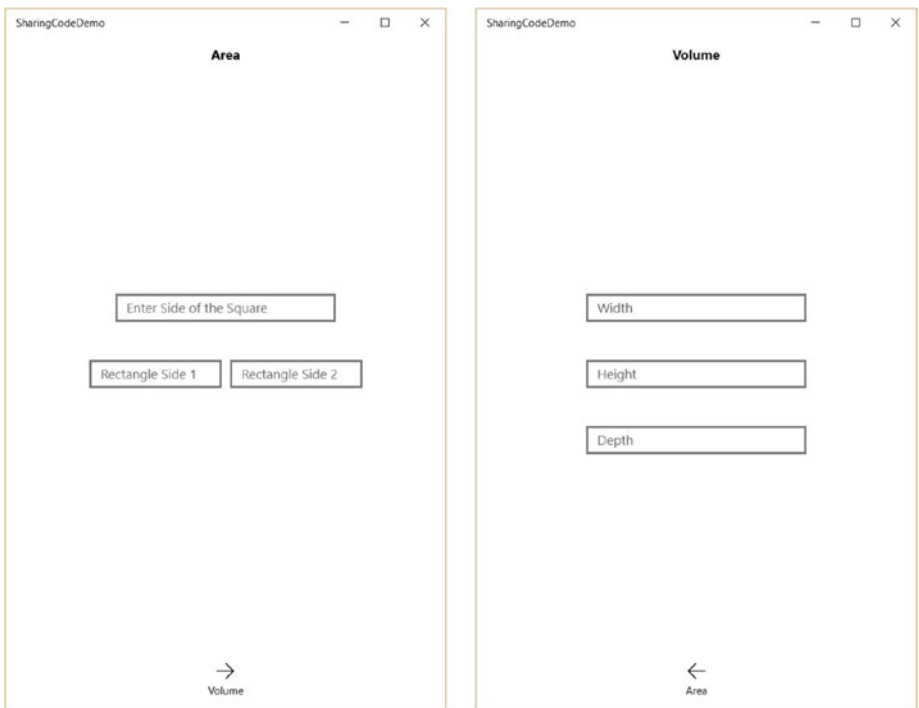 SharingCodeDemo
Area
Enter Side of the Square
Rectangle Side 1
Rectangle Side 2
Volume
SharingCodeDemo
Volume
Width
Height
Depth
Area